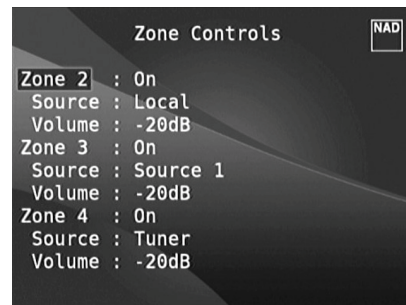 Zone Controls
NAD
Zone 2 : On
Source : Local
Volume : -20dB
Zone 3 : On
Source : Source 1
Volume : -20dB
Zone 4 : On
Source : Tuner
Volume : -20dB